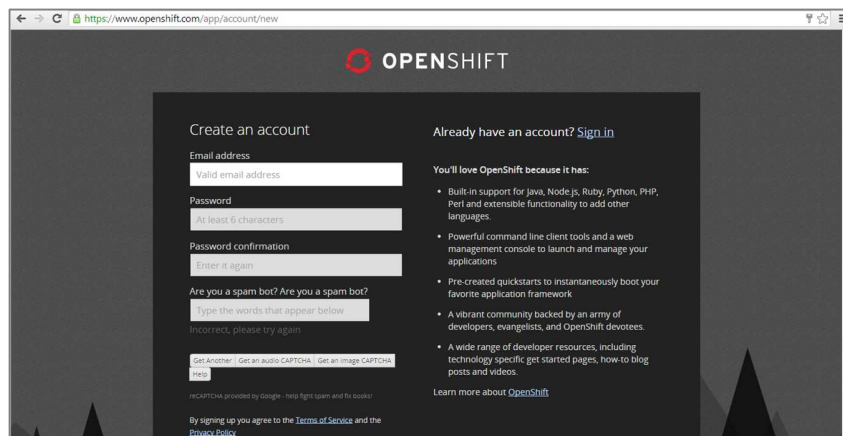 https://www.openshift.com/app/account/new
OPENSHIFT
Create an account
Email address
Valid email address
Password
At least 6 characters
Password confirmation
Enter it again
Are you a spam bot? Are you a spam bot?
Type the words that appear below
Incorrect, please try again
Get Another Get an audio CAPTCHA Get an image CAPTCHA
Help
reCAPTCHA provided by Google - help fight spam and fix books!
By signing up you agree to the Terms of Service and the
Privacy Policy
Already have an account? Sign in
You'll love OpenShift because it has:
• Built-in support for Java, Node.js, Ruby, Python, PHP,
Perl and extensible functionality to add other
languages.
• Powerful command line client tools and a web
management console to launch and manage your
applications
• Pre-created quickstarts to instantaneously boot your
favorite application framework
• A vibrant community backed by an army of
developers, evangelists, and OpenShift devotees.
• A wide range of developer resources, including
technology specific get started pages, how-to blog
posts and videos.
Learn more about OpenShift